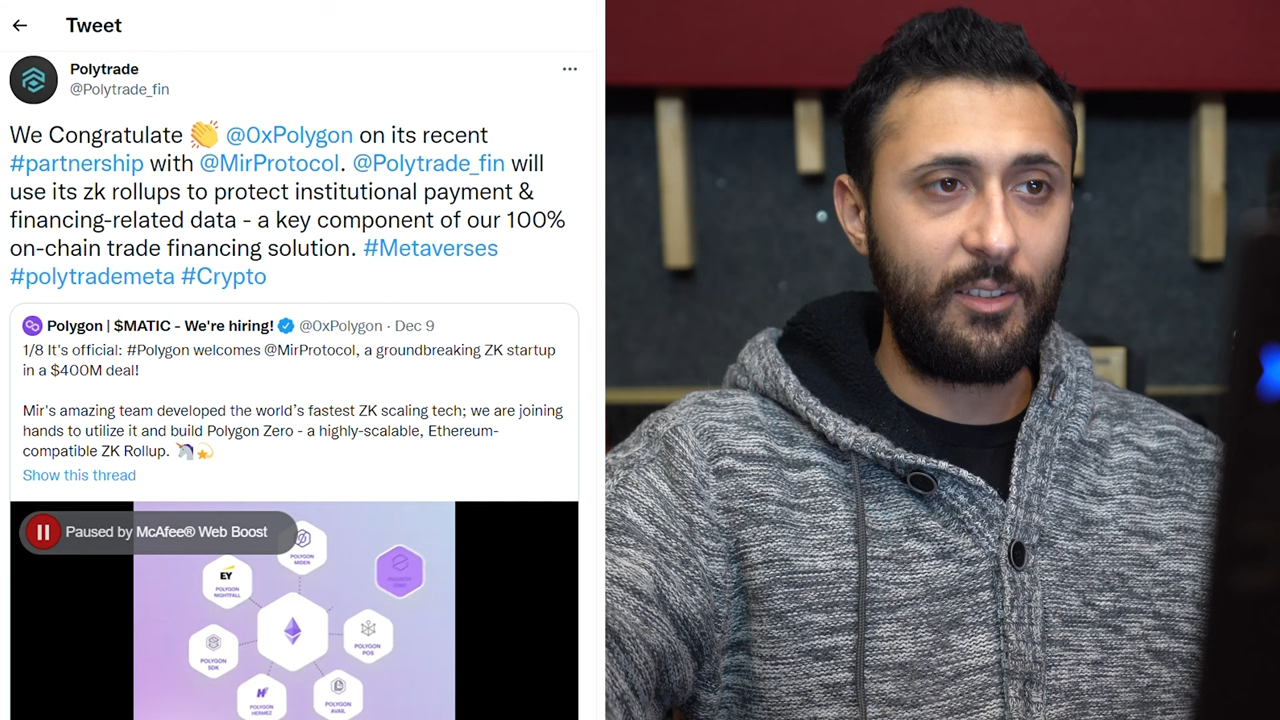 Tweet
Polytrade
@Polytrade_fin
We Congratulate 👏 @0xPolygon on its recent
#partnership with @MirProtocol. @Polytrade_fin will
use its zk rollups to protect institutional payment &
financing-related data - a key component of our 100%
on-chain trade financing solution. #Metaverses
#polytrademeta #Crypto
Polygon | $MATIC - We're hiring! @0xPolygon · Dec 9
1/8 It's official: #Polygon welcomes @MirProtocol, a groundbreaking ZK startup
in a $400M deal!
Mir's amazing team developed the world's fastest ZK scaling tech; we are joining
hands to utilize it and build Polygon Zero - a highly-scalable, Ethereum-
compatible ZK Rollup. 🦄💫
Show this thread
Paused by McAfee® Web Boost
POLYGON
MIDEN
EY
POLYGON
NIGHTFALL
POLYGON
POS
POLYGON
SDK
H
POLYGON
HERMEZ
POLYGON
AVAIL